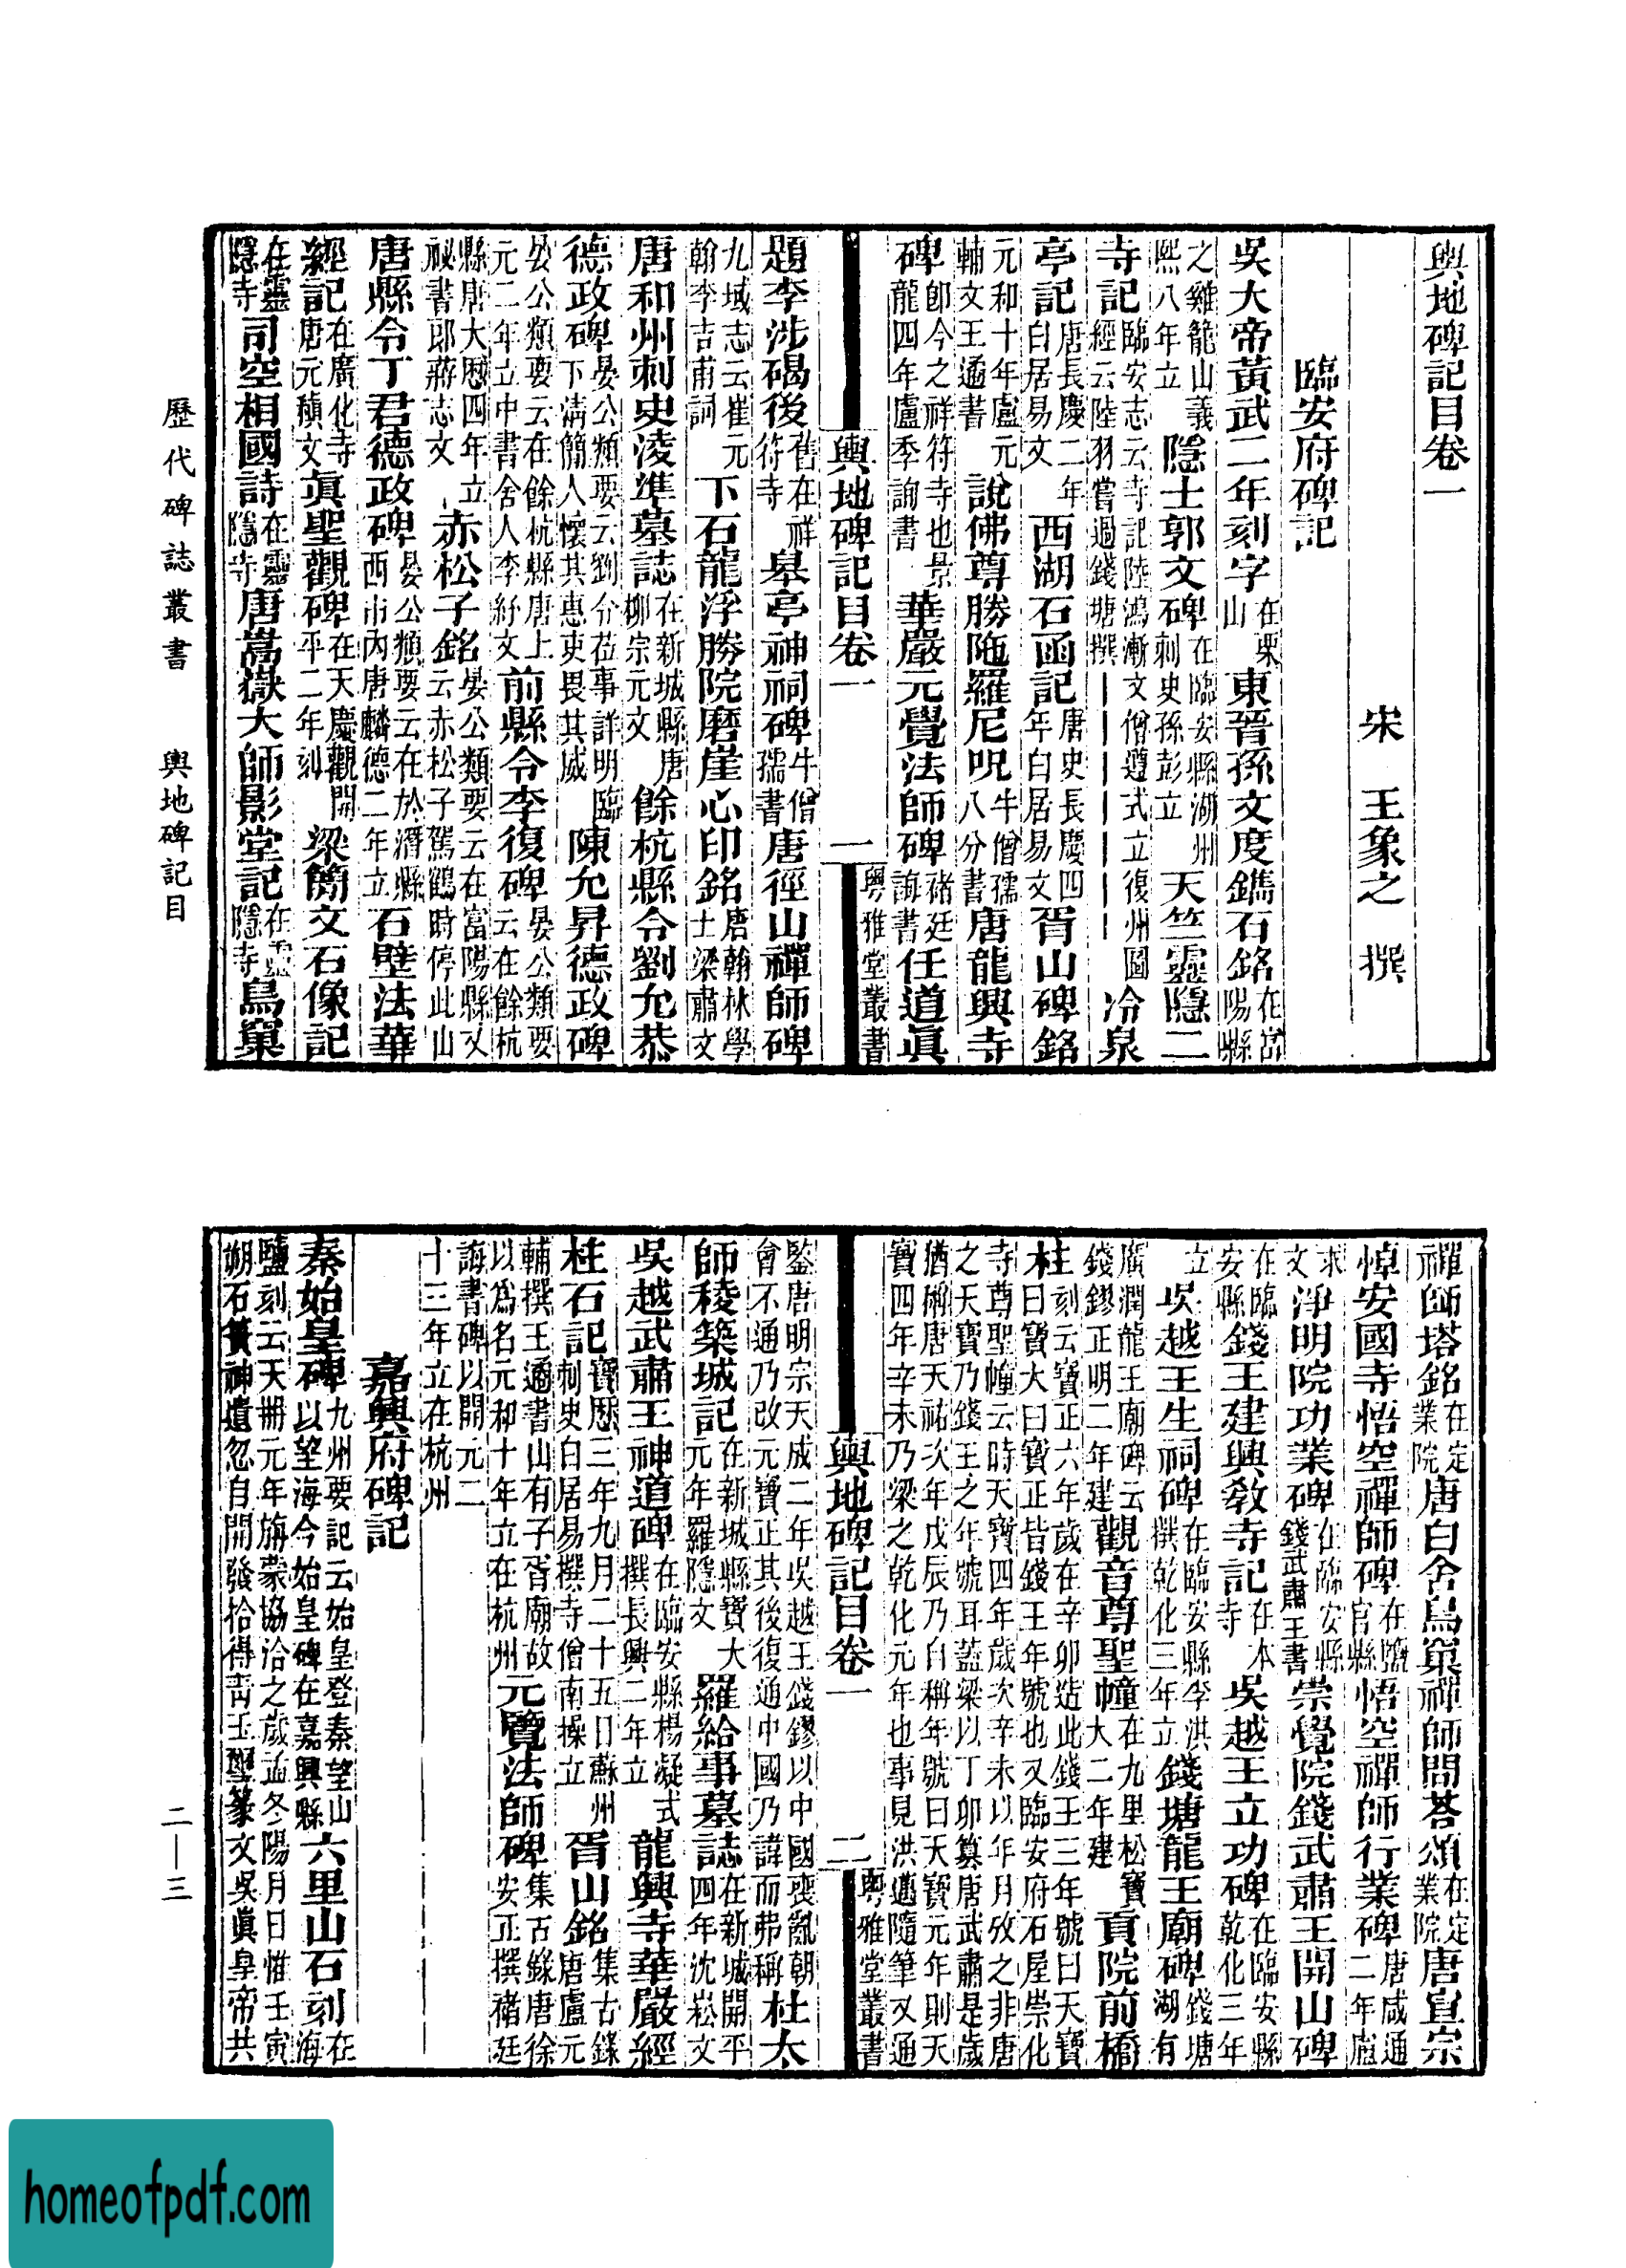 輿地碑記目卷一
宋 王象之 撰
臨安府碑記
吳大帝黃武二年刻字在栗山東晉孫文度鐫石銘在富陽縣
之雞龍山義熙八年立隱士郭文碑在臨安縣湖州刺史孫彭立天竺靈隱二
寺記臨安志云寺記陸鴻漸文僧遵式立復州圖經云陸羽嘗過錢塘撰冷泉
亭記唐長慶二年白居易文西湖石函記唐史長慶四年白居易文胥山碑銘
元和十年盧元輔文王遹書說佛尊勝陁羅尼呪牛僧孺八分書唐龍興寺
碑卽今之祥符寺也景龍四年盧季詢書華嚴元覺法師碑褚廷誨書任道眞
輿地碑記目卷一 一 粵雅堂叢書
題李涉碣後舊在祥符寺皋亭神祠碑牛僧孺書唐徑山禪師碑
九域志云崔元翰李吉甫詞下石龍浮勝院磨崖心印銘唐翰林學士梁肅文
唐和州刺史淩準墓誌在新城縣唐柳宗元文餘杭縣令劉允恭
德政碑晏公類要云劉令莅事詳明臨下淸簡人懷其惠吏畏其威陳允昇德政碑
晏公類要云在餘杭縣唐上元二年立中書舍人李紓文前縣令李復碑晏公類要云在餘杭
縣唐大厯四年立祕書郎蔣志文赤松子銘晏公類要云在富陽縣又云赤松子駕鶴時停此山
唐縣令丁君德政碑晏公類要云在於潛縣西市內唐麟德二年立石壁法華
經記在廣化寺唐元稹文眞聖觀碑在天慶觀開平二年刻梁簡文石像記
在靈隱寺司空相國詩在靈隱寺唐嵩嶽大師影堂記在靈隱寺鳥窠
歷代碑誌叢書 輿地碑記目
禪師塔銘在定業院唐白舍鳥窠禪師問荅頌在定業院唐宣宗
悼安國寺悟空禪師碑在鹽官縣悟空禪師行業碑唐咸通二年盧
求文淨明院功業碑在臨安縣錢武肅王書崇覺院錢武肅王開山碑
在臨安縣錢王建興敎寺記在本寺吳越王立功碑在臨安縣乾化三年
立吳越王生祠碑在臨安縣李洪撰乾化三年立錢塘龍王廟碑錢塘湖有
廣潤龍王廟碑云錢鏐正明二年建觀音尊聖幢在九里松寶大二年建貢院前橋
柱刻云寶正六年歲在辛卯造此錢王三年號曰天寶曰寶大曰寶正皆錢王年號也又臨安府石屋崇化
寺尊聖幢云時天寶四年歲次辛未以年月攷之非唐之天寶乃錢王之年號耳蓋梁以丁卯篡唐武肅是歲
猶稱唐天祐次年戊辰乃自稱年號曰天寶元年則天寶四年辛未乃梁之乾化元年也事見洪邁隨筆又通
輿地碑記目卷一 二 粵雅堂叢書
鑒唐明宗天成二年吳越王錢鏐以中國喪亂朝會不通乃改元寶正其後復通中國乃諱而弗稱杜太
師稜築城記在新城縣寶大元年羅隱文羅給事墓誌在新城開平四年沈崧文
吳越武肅王神道碑在臨安縣楊凝式撰長興二年立龍興寺華嚴經
柱石記寶厯三年九月二十五日蘇州刺史白居易撰寺僧南操立胥山銘集古錄唐盧元
輔撰王遹書山有子胥廟故以爲名元和十年立在杭州元覽法師碑集古錄唐徐安正撰褚廷
誨書碑以開元二十三年立在杭州
嘉興府碑記
秦始皇碑九州要記云始皇登秦望山以望海今始皇碑在嘉興縣六里山石刻在海
鹽刻云天冊元年旃蒙協洽之歲孟冬陽月日惟壬寅朔石簣神遺忽自開發拾得青玉璽篆文吳眞皇帝共
二—三
homeofpdf.com